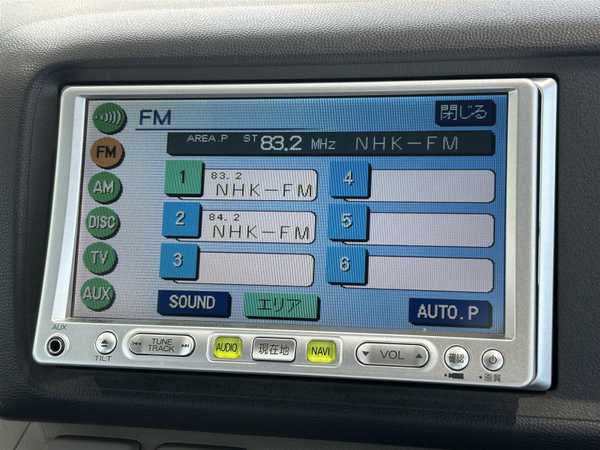 FM 閉じる
AREA.P ST 83.2 MHz NHK-FM
FM
AM
DISC
TV
AUX
1 83.2 NHK-FM
2 84.2 NHK-FM
3
4
5
6
SOUND エリア AUTO.P
AUX
TILT
TUNE
TRACK
AUDIO 現在地 NAVI
VOL
確認
画質